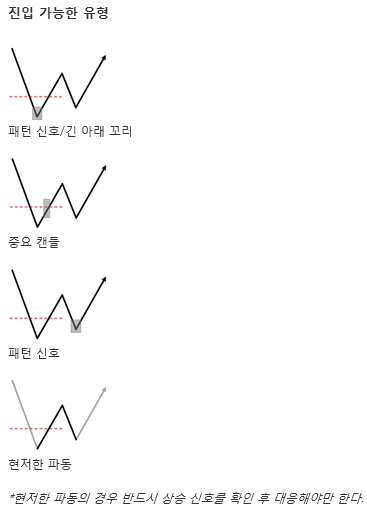 진입 가능한 유형
패턴 신호/긴 아래 꼬리
중요 캔들
패턴 신호
현저한 파동
*현저한 파동의 경우 반드시 상승 신호를 확인 후 대응해야만 한다.